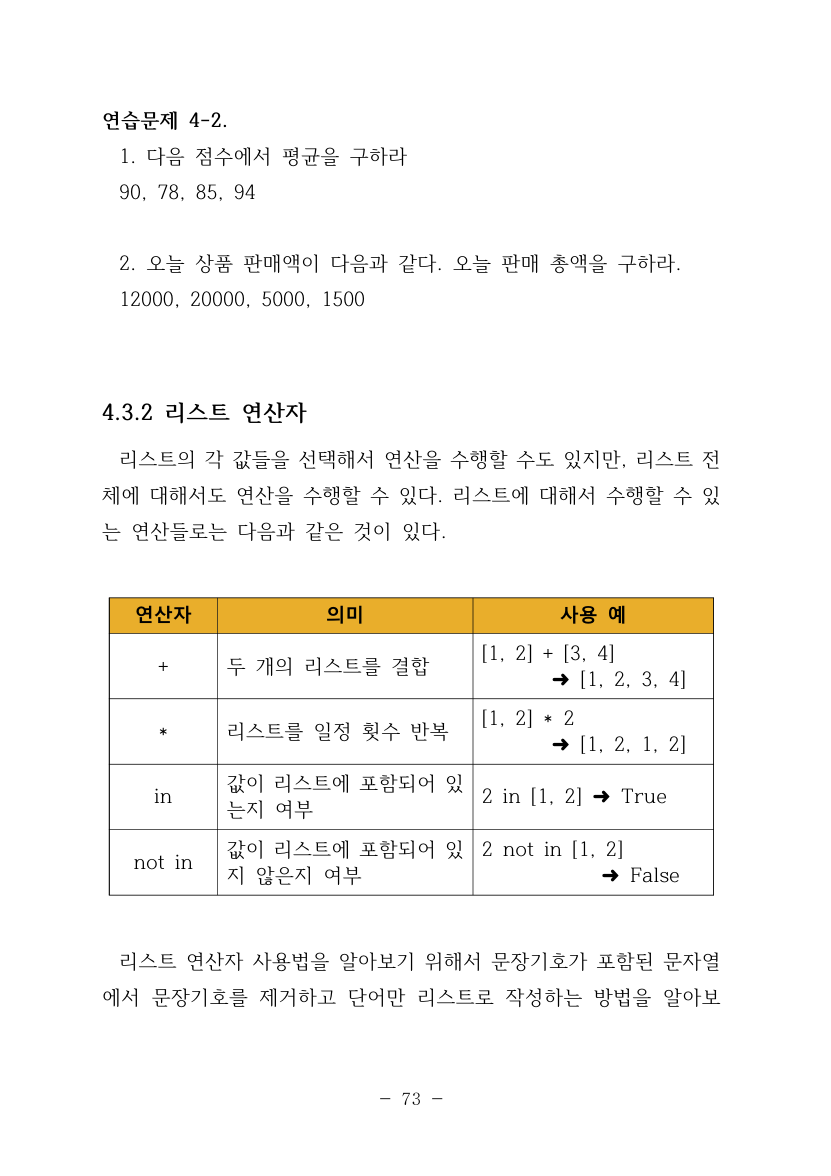 연습문제 4-2.
1. 다음 점수에서 평균을 구하라
90, 78, 85, 94
2. 오늘 상품 판매액이 다음과 같다. 오늘 판매 총액을 구하라.
12000, 20000, 5000, 1500
4.3.2 리스트 연산자
리스트의 각 값들을 선택해서 연산을 수행할 수도 있지만, 리스트 전
체에 대해서도 연산을 수행할 수 있다. 리스트에 대해서 수행할 수 있
는 연산들로는 다음과 같은 것이 있다.
연산자 의미 사용 예
+ 두 개의 리스트를 결합 [1, 2] + [3, 4]
➜ [1, 2, 3, 4]
* 리스트를 일정 횟수 반복 [1, 2] * 2
➜ [1, 2, 1, 2]
in 값이 리스트에 포함되어 있
는지 여부 2 in [1, 2] ➜ True
not in 값이 리스트에 포함되어 있
지 않은지 여부 2 not in [1, 2]
➜ False
리스트 연산자 사용법을 알아보기 위해서 문장기호가 포함된 문자열
에서 문장기호를 제거하고 단어만 리스트로 작성하는 방법을 알아보
- 73 -